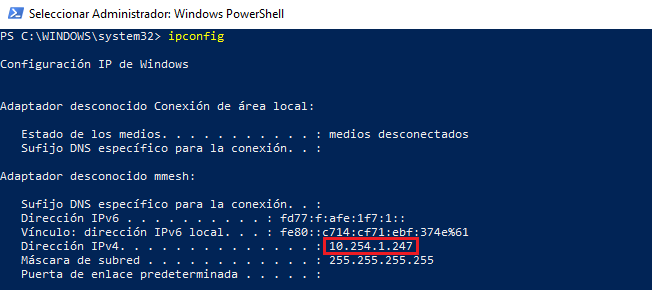 Seleccionar Administrador: Windows PowerShell
PS C:\WINDOWS\system32> ipconfig
Configuración IP de Windows
Adaptador desconocido Conexión de área local:
Estado de los medios. . . . . . . . . . . : medios desconectados
Sufijo DNS específico para la conexión. . :
Adaptador desconocido mmesh:
Sufijo DNS específico para la conexión. . :
Dirección IPv6 . . . . . . . . . . : fd77:f:afe:1f7:1::
Vínculo: dirección IPv6 local. . . : fe80::c714:cf71:ebf:374e%61
Dirección IPv4. . . . . . . . . . . . . . : 10.254.1.247
Máscara de subred . . . . . . . . . . . . : 255.255.255.255
Puerta de enlace predeterminada . . . . . :